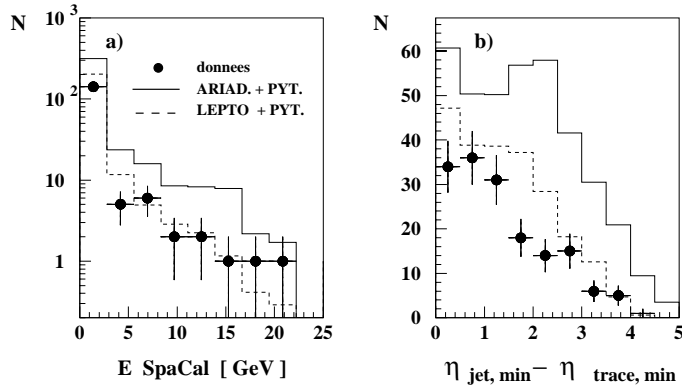 N
10³
10²
10
1
a)
donnees
ARIAD. + PYT.
LEPTO + PYT.
0 5 10 15 20 25
E SpaCal [ GeV ]
N
60
50
40
30
20
10
0
b)
0 1 2 3 4 5
η jet, min − η trace, min